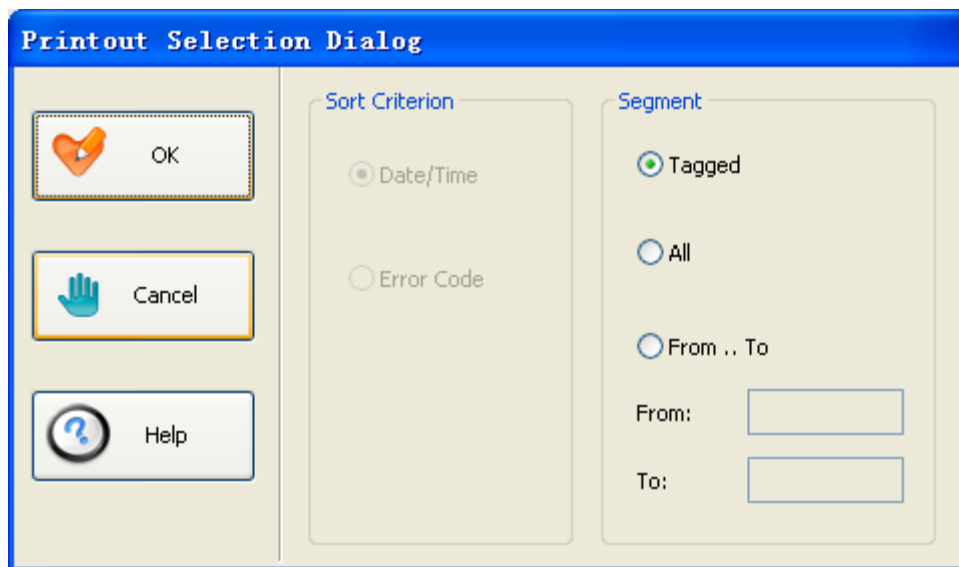 Printout Selection Dialog
OK
Cancel
Help
Sort Criterion
Date/Time
Error Code
Segment
Tagged
All
From .. To
From:
To: